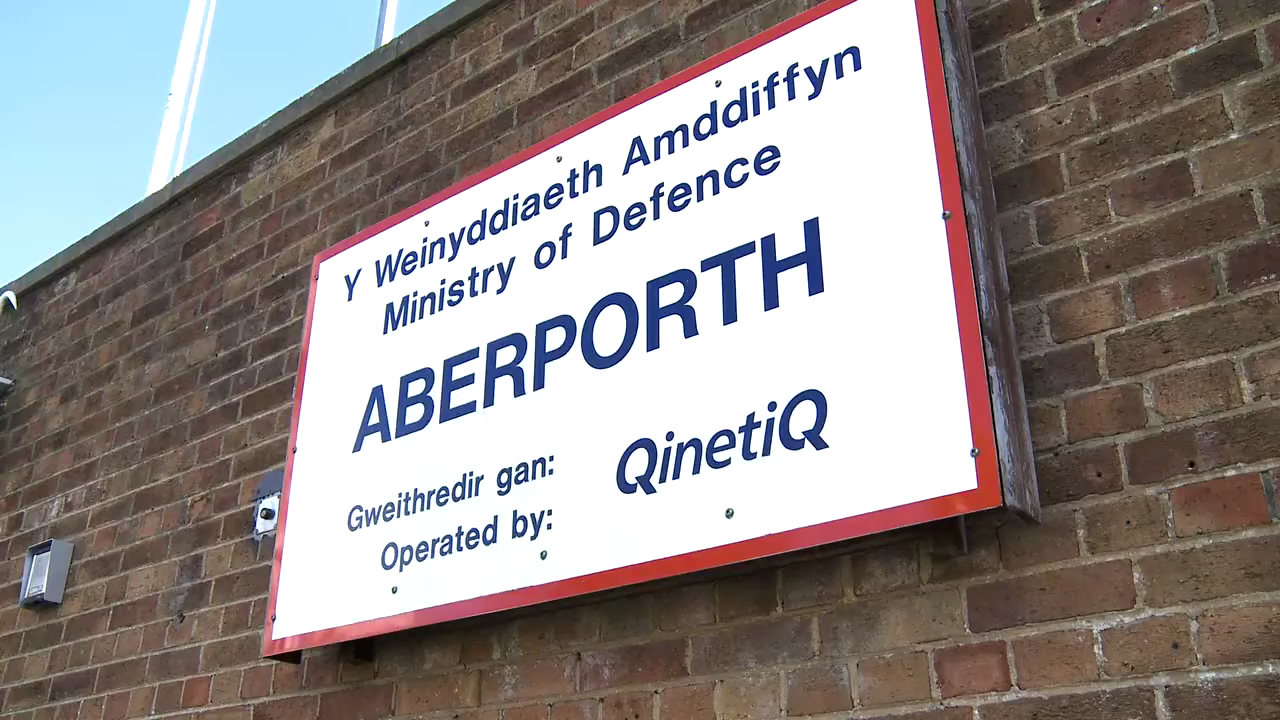 Y Weinyddiaeth Amddiffyn
Ministry of Defence
ABERPORTH
Gweithredir gan:
Operated by:
QinetiQ